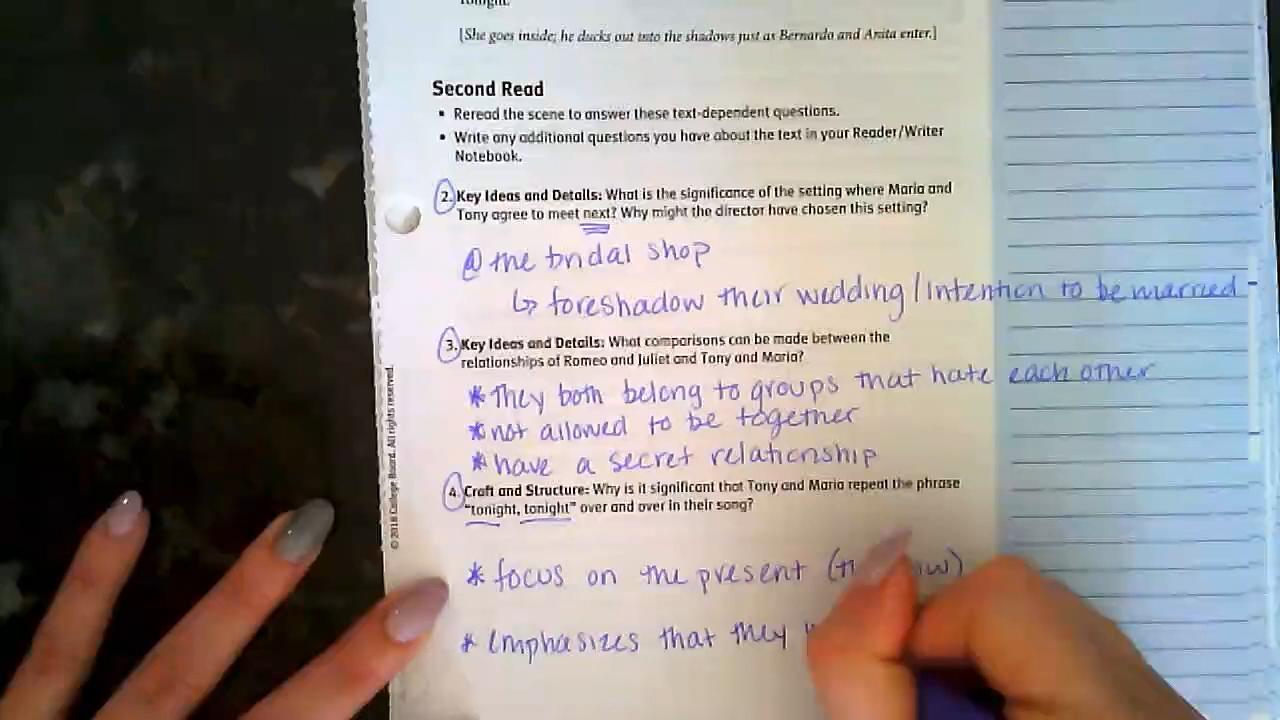 tonight.
[She goes inside; he ducks out into the shadows just as Bernardo and Anita enter.]
Second Read
• Reread the scene to answer these text-dependent questions.
• Write any additional questions you have about the text in your Reader/Writer
Notebook.
2. Key Ideas and Details: What is the significance of the setting where Maria and
Tony agree to meet next? Why might the director have chosen this setting?
@ the bridal shop
↳ foreshadow their wedding/intention to be married
3. Key Ideas and Details: What comparisons can be made between the
relationships of Romeo and Juliet and Tony and Maria?
* They both belong to groups that hate each other
* not allowed to be together
* have a secret relationship
4. Craft and Structure: Why is it significant that Tony and Maria repeat the phrase
"tonight, tonight" over and over in their song?
* focus on the present
* emphasizes that they
© 2018 College Board. All rights reserved.